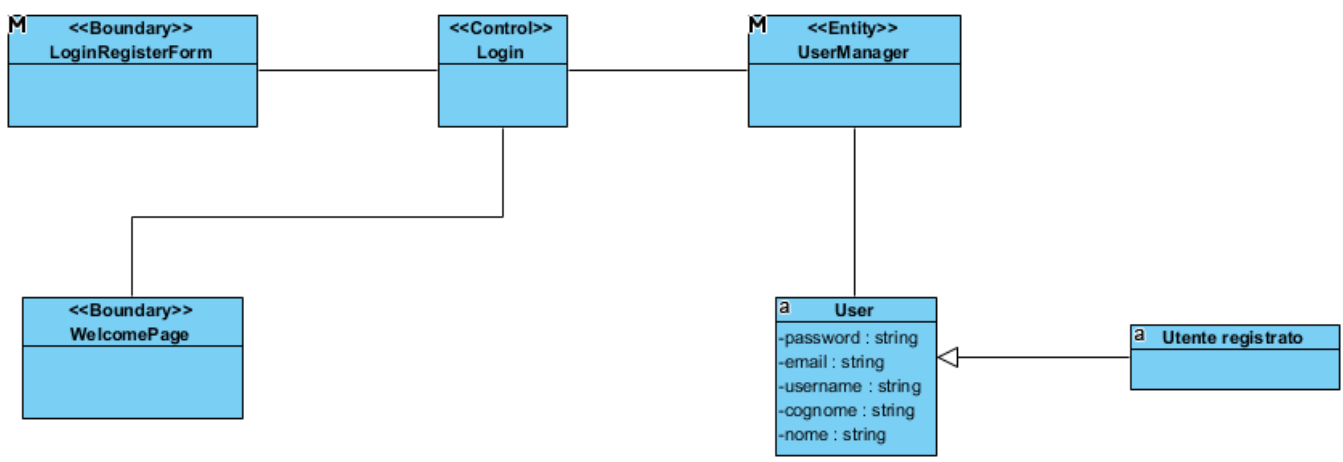 M
<<Boundary>>
LoginRegisterForm
<<Control>>
Login
M
<<Entity>>
UserManager
<<Boundary>>
WelcomePage
a
User
-password : string
-email : string
-username : string
-cognome : string
-nome : string
a
Utente registrato